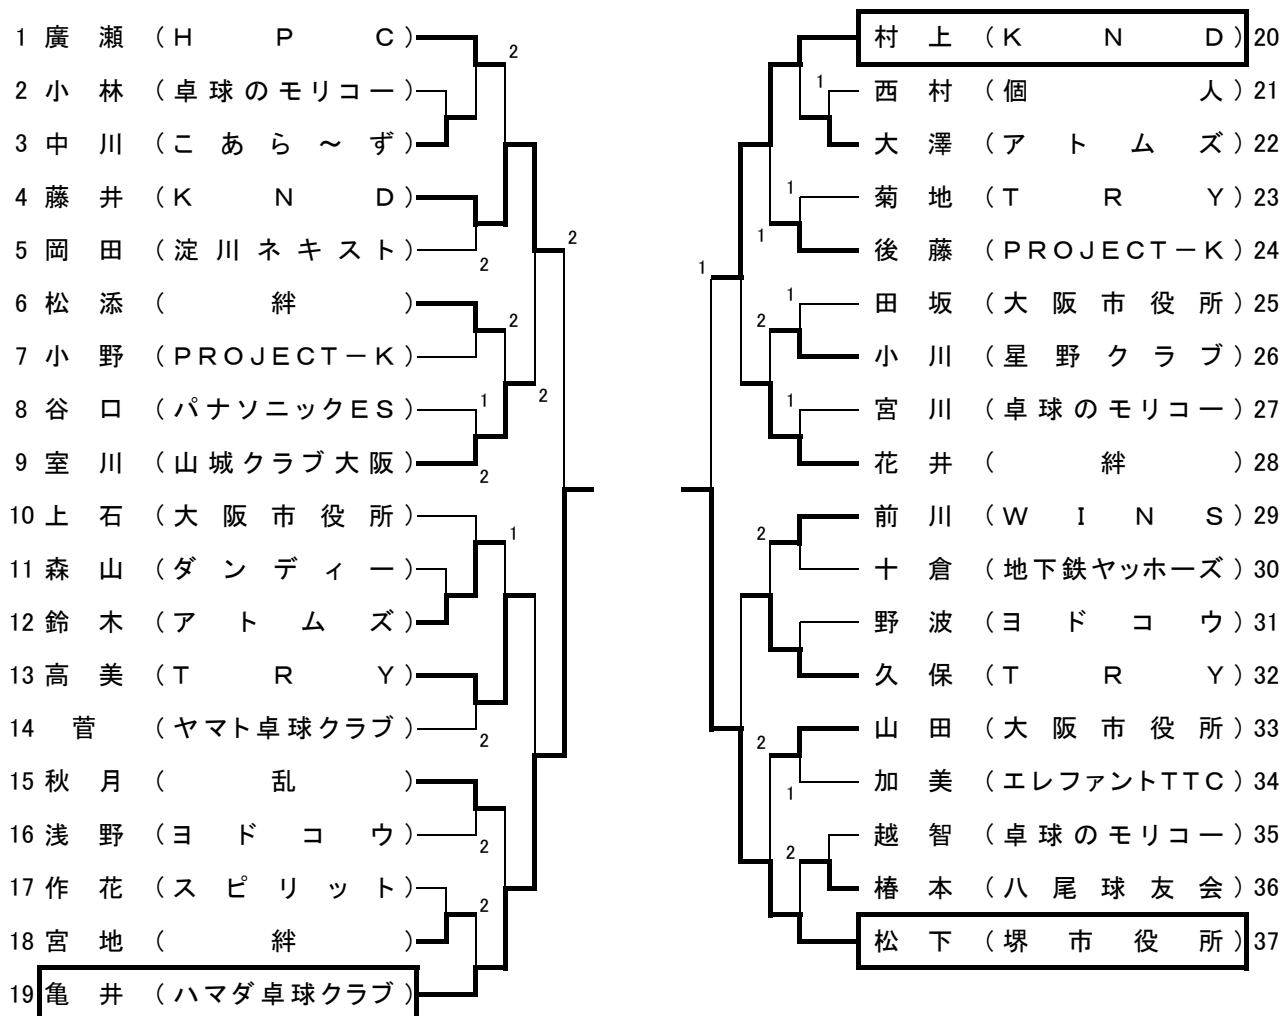 1 廣瀬 (HPC)
2 小林 (卓球のモリコー)
3 中川 (こあら～ず)
4 藤井 (KND)
5 岡田 (淀川ネキスト)
6 松添 (絆)
7 小野 (PROJECT－K)
8 谷口 (パナソニックES)
9 室川 (山城クラブ大阪)
10 上石 (大阪市役所)
11 森山 (ダンディー)
12 鈴木 (アトムズ)
13 高美 (TRY)
14 菅 (ヤマト卓球クラブ)
15 秋月 (乱)
16 浅野 (ヨドコウ)
17 作花 (スピリット)
18 宮地 (絆)
19 亀井 (ハマダ卓球クラブ)
2
2
2
2
1
2
2
1
2
2
2
村上 (KND) 20
西村 (個人) 21
大澤 (アトムズ) 22
菊地 (TRY) 23
後藤 (PROJECT－K) 24
田坂 (大阪市役所) 25
小川 (星野クラブ) 26
宮川 (卓球のモリコー) 27
花井 (絆) 28
前川 (WINS) 29
十倉 (地下鉄ヤッホーズ) 30
野波 (ヨドコウ) 31
久保 (TRY) 32
山田 (大阪市役所) 33
加美 (エレファントTTC) 34
越智 (卓球のモリコー) 35
椿本 (八尾球友会) 36
松下 (堺市役所) 37
1
1
1
1
1
2
1
2
2
1
2